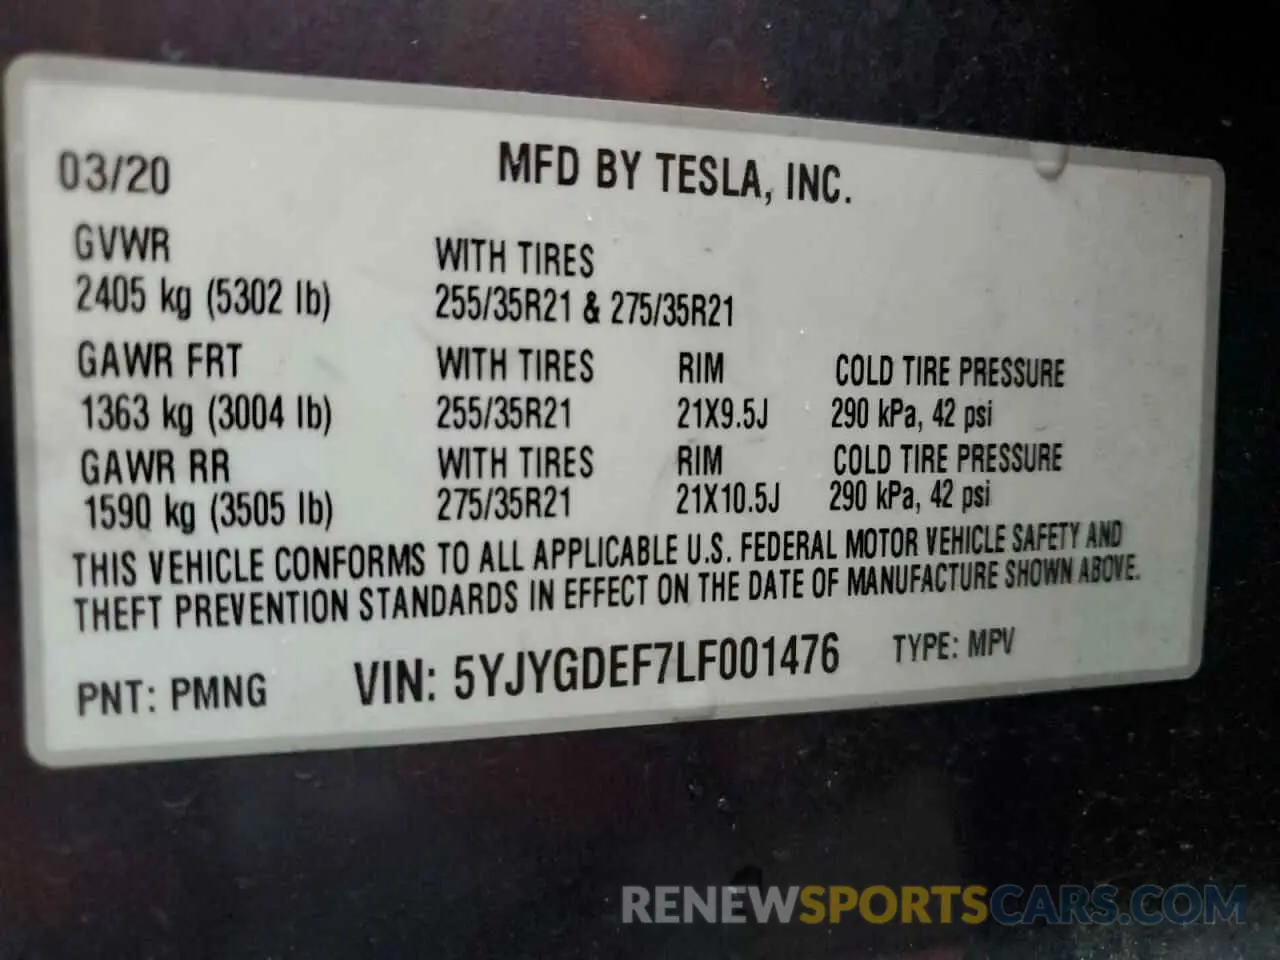 03/20 MFD BY TESLA, INC.
GVWR WITH TIRES
2405 kg (5302 lb) 255/35R21 & 275/35R21
GAWR FRT WITH TIRES RIM COLD TIRE PRESSURE
1363 kg (3004 lb) 255/35R21 21X9.5J 290 kPa, 42 psi
GAWR RR WITH TIRES RIM COLD TIRE PRESSURE
1590 kg (3505 lb) 275/35R21 21X10.5J 290 kPa, 42 psi
THIS VEHICLE CONFORMS TO ALL APPLICABLE U.S. FEDERAL MOTOR VEHICLE SAFETY AND
THEFT PREVENTION STANDARDS IN EFFECT ON THE DATE OF MANUFACTURE SHOWN ABOVE.
PNT: PMNG VIN: 5YJYGDEF7LF001476 TYPE: MPV
RENEWSPORTSCARS.COM